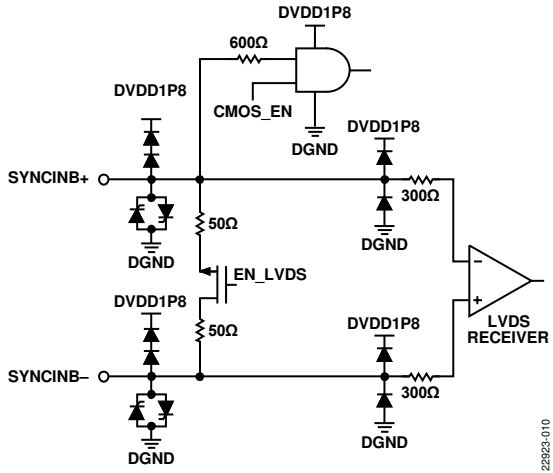 DVDD1P8
600Ω
DVDD1P8
CMOS_EN
DGND
DVDD1P8
SYNCINB+
300Ω
50Ω
DGND
DGND
EN_LVDS
–
+
DVDD1P8
LVDS
RECEIVER
DVDD1P8
50Ω
SYNCINB–
300Ω
DGND
DGND
22923-010